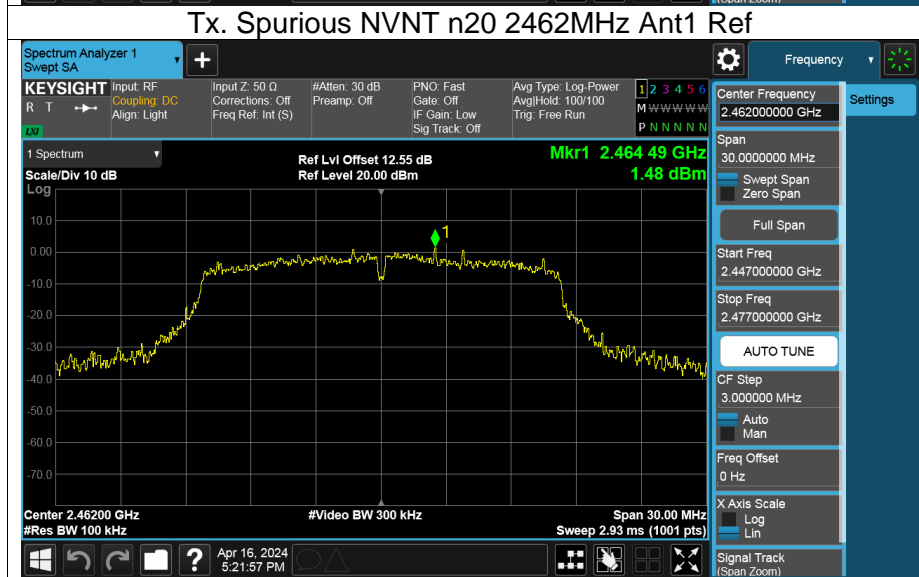 (Span Zoom)
Tx. Spurious NVNT n20 2462MHz Ant1 Ref
Spectrum Analyzer 1
Swept SA
+
Frequency
KEYSIGHT
R T
LXI
Input: RF
Coupling: DC
Align: Light
Input Z: 50 Ω
Corrections: Off
Freq Ref: Int (S)
#Atten: 30 dB
Preamp: Off
PNO: Fast
Gate: Off
IF Gain: Low
Sig Track: Off
Avg Type: Log-Power
Avg|Hold: 100/100
Trig: Free Run
1 2 3 4 5 6
M W W W W W
P N N N N N
1 Spectrum
Scale/Div 10 dB
Log
Ref Lvl Offset 12.55 dB
Ref Level 20.00 dBm
Mkr1 2.464 49 GHz
1.48 dBm
1
10.0
0.00
-10.0
-20.0
-30.0
-40.0
-50.0
-60.0
-70.0
Center 2.46200 GHz
#Res BW 100 kHz
#Video BW 300 kHz
Span 30.00 MHz
Sweep 2.93 ms (1001 pts)
Center Frequency
2.462000000 GHz
Settings
Span
30.0000000 MHz
Swept Span
Zero Span
Full Span
Start Freq
2.447000000 GHz
Stop Freq
2.477000000 GHz
AUTO TUNE
CF Step
3.000000 MHz
Auto
Man
Freq Offset
0 Hz
X Axis Scale
Log
Lin
Signal Track
(Span Zoom)
?
Apr 16, 2024
5:21:57 PM